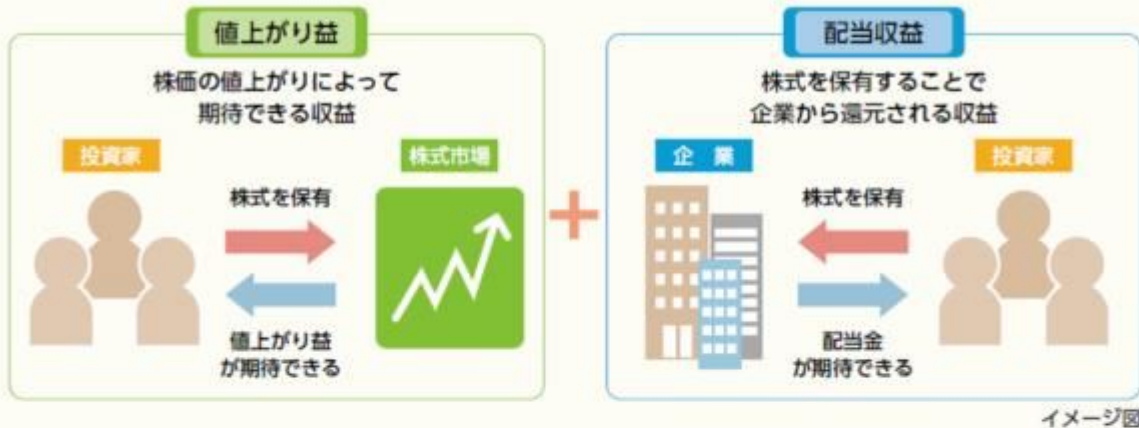 値上がり益
株価の値上がりによって
期待できる収益
投資家
株式市場
株式を保有
値上がり益
が期待できる
配当収益
株式を保有することで
企業から還元される収益
企 業
投資家
株式を保有
配当金
が期待できる
イメージ図